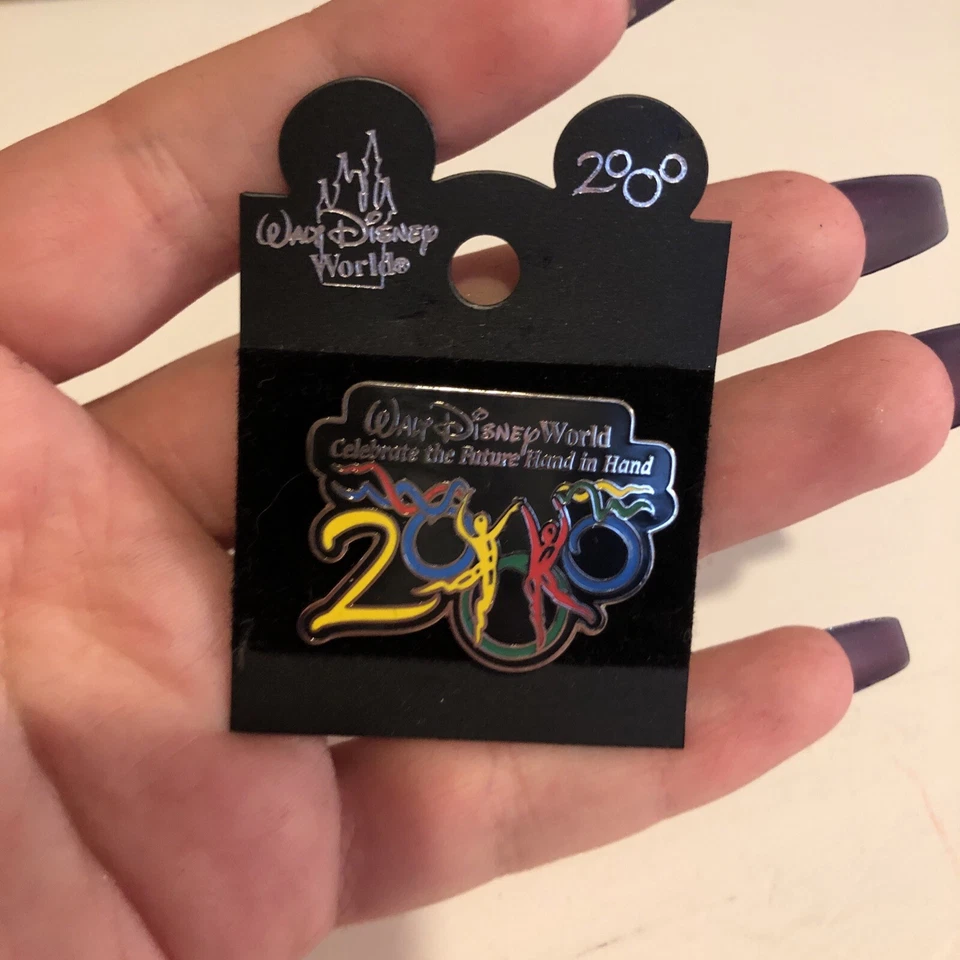 Walt Disney
World®
2000
Walt Disney World
Celebrate the Future Hand in Hand
2000